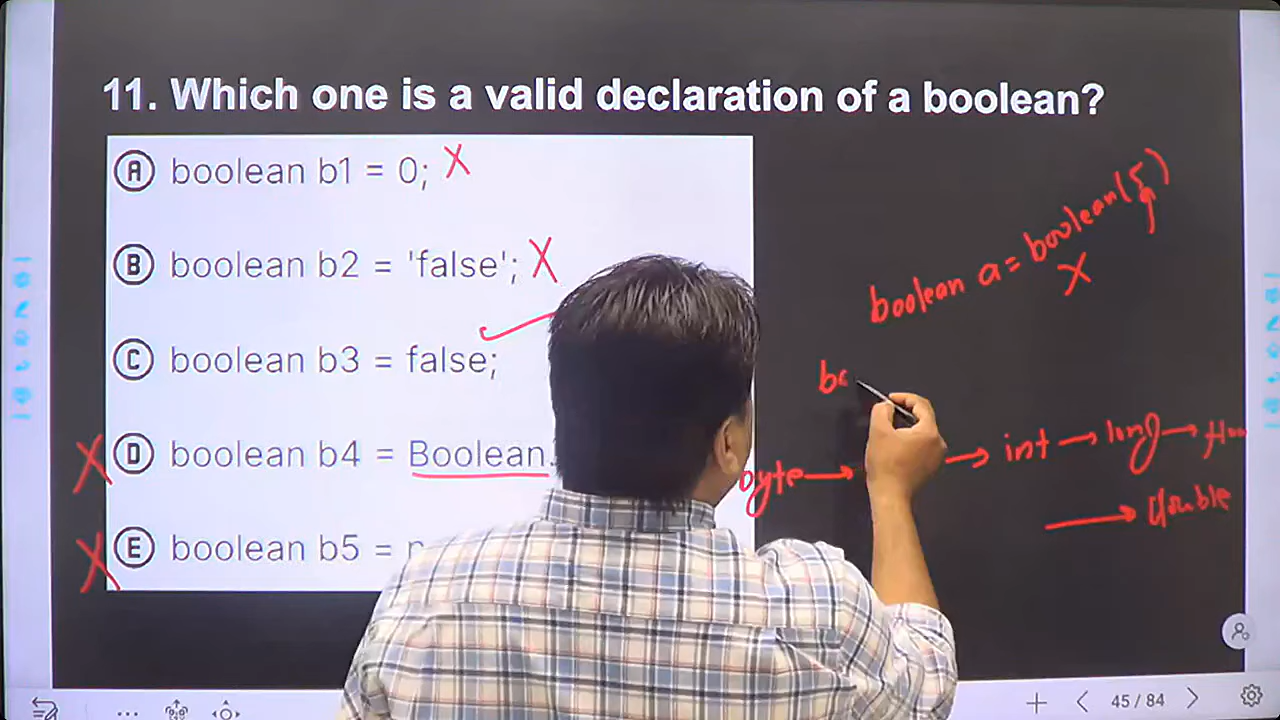 11. Which one is a valid declaration of a boolean?
A boolean b1 = 0; X
B boolean b2 = 'false'; X
C boolean b3 = false;
X D boolean b4 = Boolean.
X E boolean b5 =
boolean a = boolean(5)
X
byte → → int → long →
→ double
45 / 84